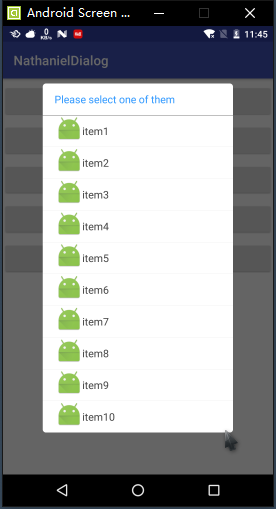 Android Screen ...
0
KB/s
11:45
NathanielDialog
Please select one of them
item1
item2
item3
item4
item5
item6
item7
item8
item9
item10